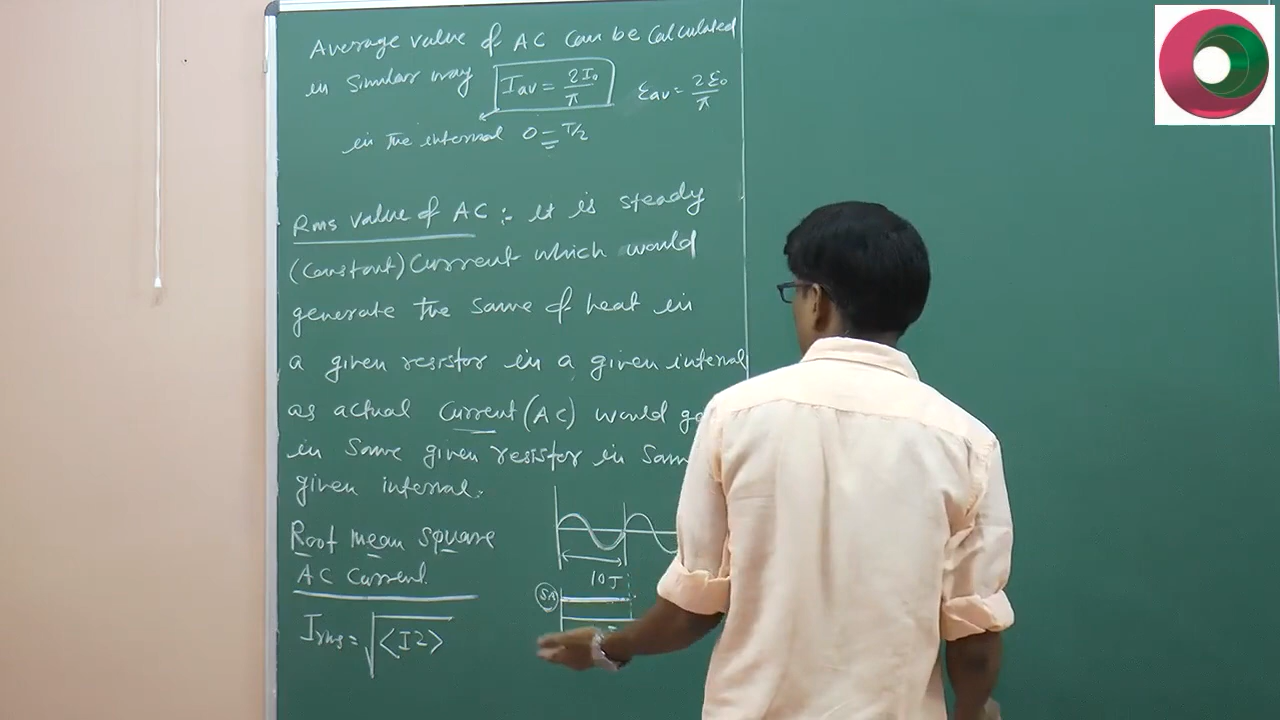 Average value of AC can be calculated
in Similar way Iav = 2I₀/π ℰav = 2ℰ₀/π
in the interval 0 = T/2
Rms value of AC :- it is steady
(Constant) Current which would
generate the same of heat in
a given resistor in a given interval
as actual Current (AC) would
in same given resistor in
given interval.
Root mean square
AC Current.
10 J
5A
Irms = √<I2>